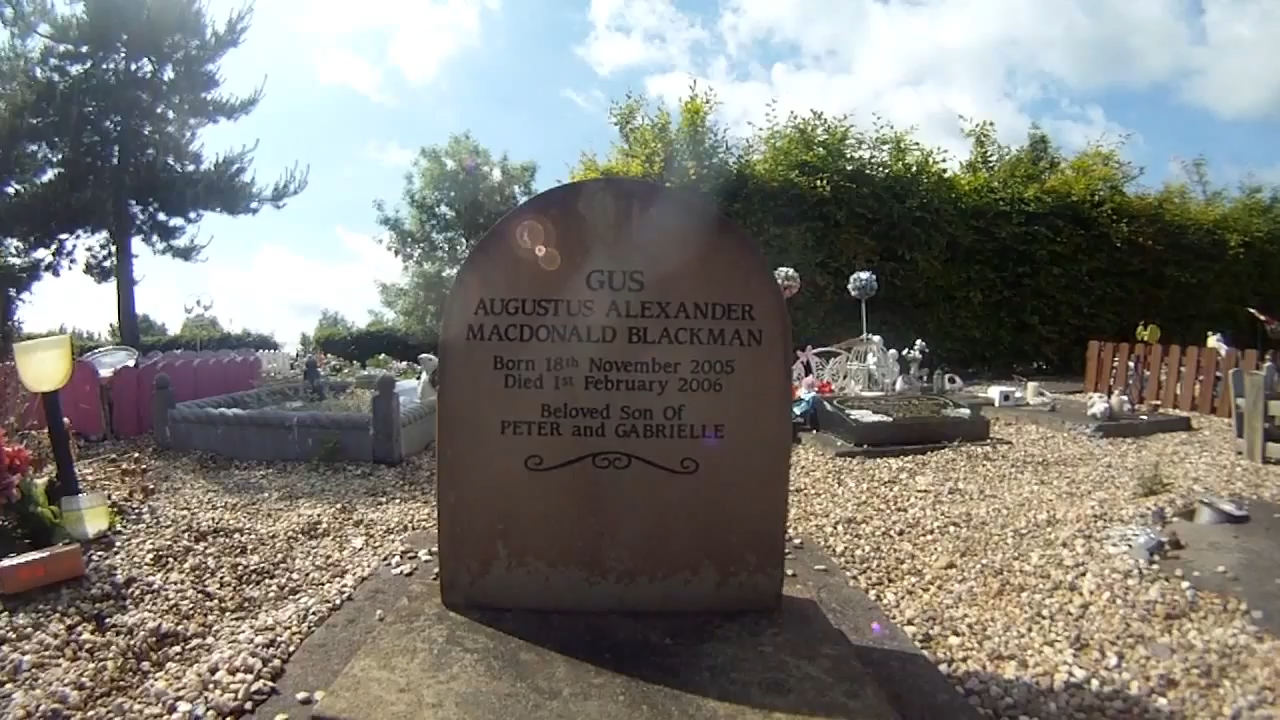 GUS
AUGUSTUS ALEXANDER
MACDONALD BLACKMAN
Born 18th November 2005
Died 1st February 2006
Beloved Son Of
PETER and GABRIELLE